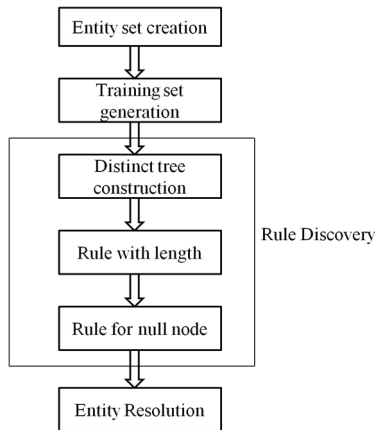 Entity set creation
Training set
generation
Distinct tree
construction
Rule Discovery
Rule with length
Rule for null node
Entity Resolution